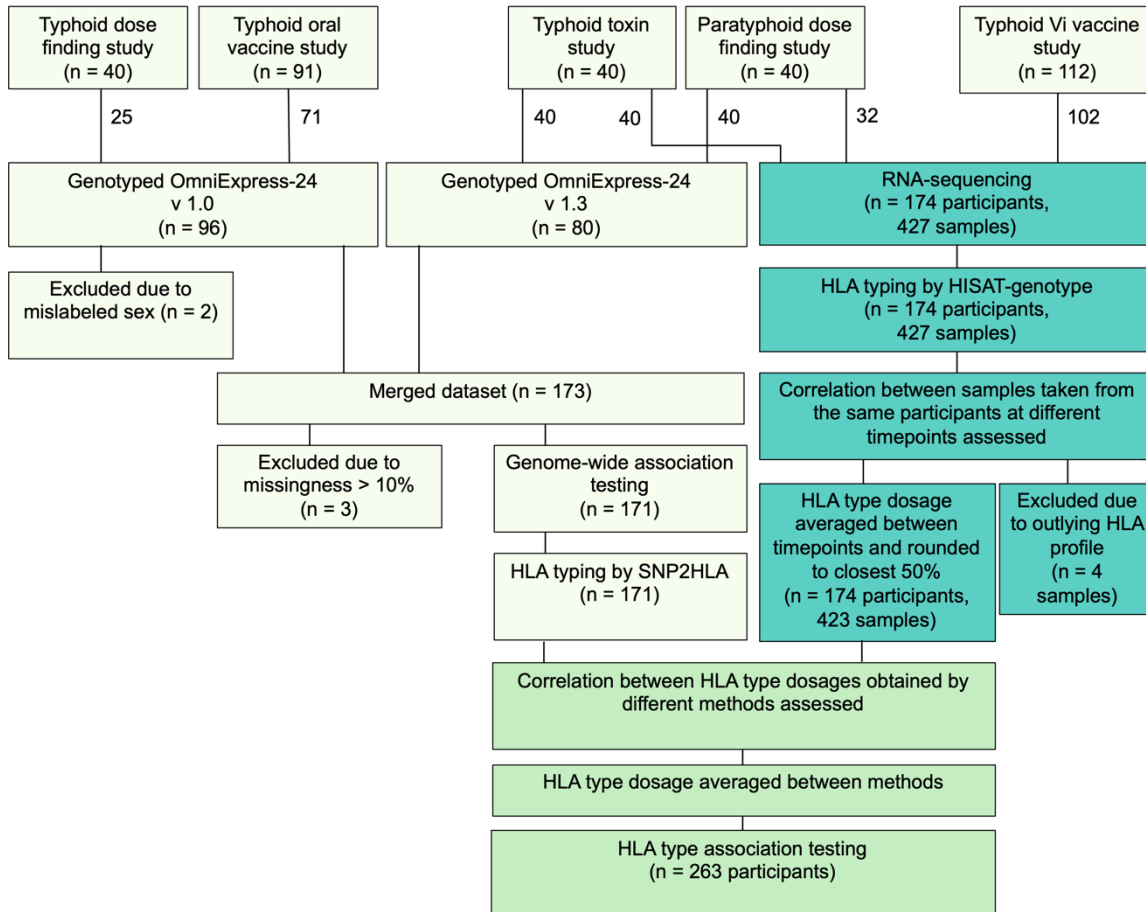 Typhoid dose
finding study
(n = 40)
Typhoid oral
vaccine study
(n = 91)
Typhoid toxin
study
(n = 40)
Paratyphoid dose
finding study
(n = 40)
Typhoid Vi vaccine
study
(n = 112)
25
71
40
40
40
32
102
Genotyped OmniExpress-24
v 1.0
(n = 96)
Genotyped OmniExpress-24
v 1.3
(n = 80)
RNA-sequencing
(n = 174 participants,
427 samples)
Excluded due to
mislabeled sex (n = 2)
HLA typing by HISAT-genotype
(n = 174 participants,
427 samples)
Merged dataset (n = 173)
Correlation between samples taken from
the same participants at different
timepoints assessed
Excluded due to
missingness > 10%
(n = 3)
Genome-wide association
testing
(n = 171)
HLA type dosage
averaged between
timepoints and rounded
to closest 50%
(n = 174 participants,
423 samples)
Excluded due
to outlying HLA
profile
(n = 4
samples)
HLA typing by SNP2HLA
(n = 171)
Correlation between HLA type dosages obtained by
different methods assessed
HLA type dosage averaged between methods
HLA type association testing
(n = 263 participants)